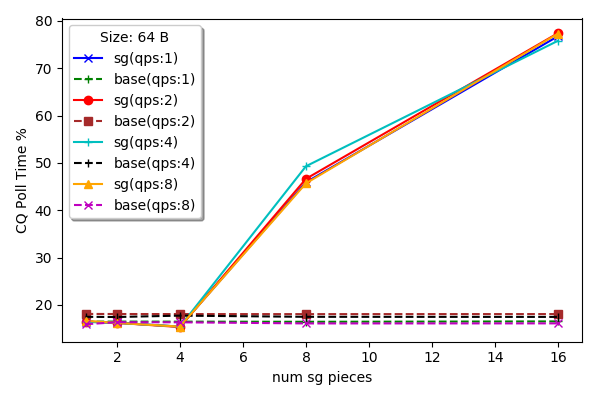 Size: 64 B
sg(qps:1)
base(qps:1)
sg(qps:2)
base(qps:2)
sg(qps:4)
base(qps:4)
sg(qps:8)
base(qps:8)
CQ Poll Time %
80
70
60
50
40
30
20
2 4 6 8 10 12 14 16
num sg pieces